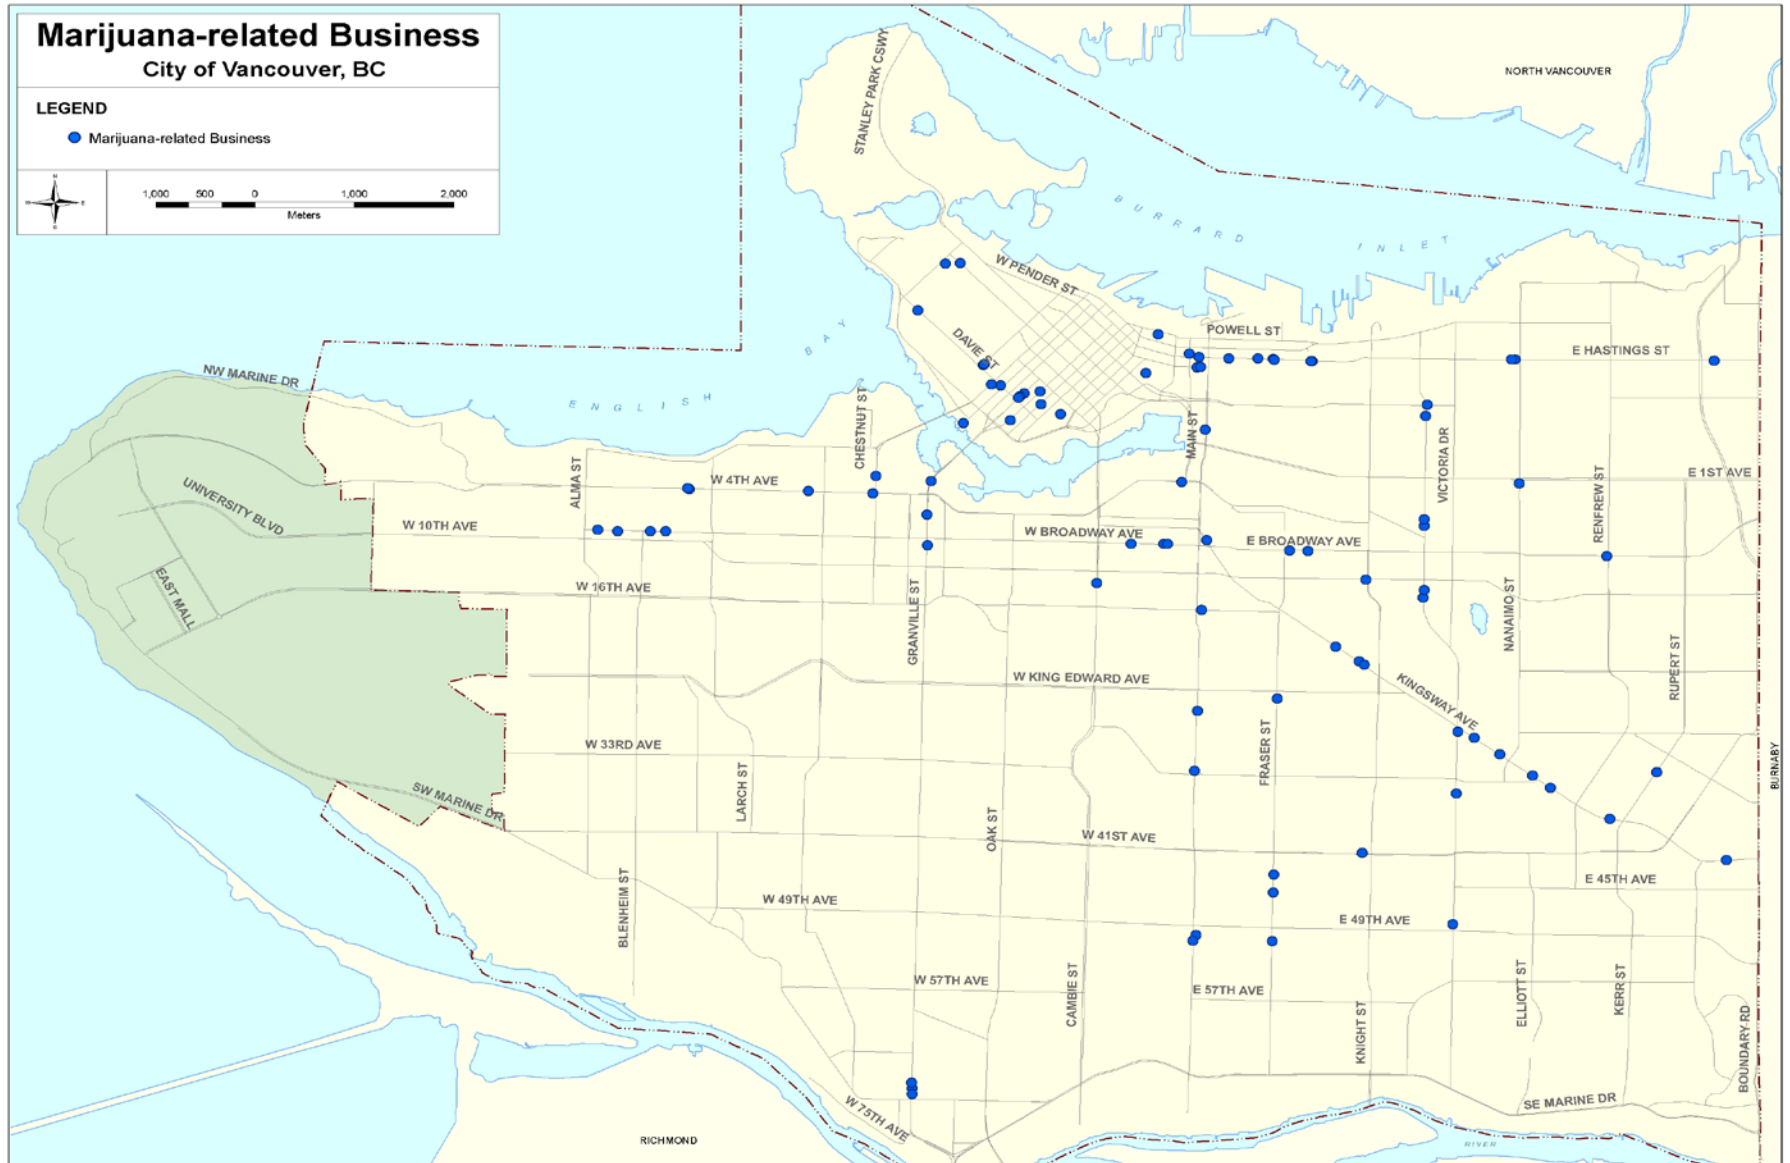 Marijuana-related Business
City of Vancouver, BC
LEGEND
Marijuana-related Business
N
1,000 500 0 1,000 2,000
Meters
S
STANLEY PARK CSWY
NORTH VANCOUVER
BURRARD INLET
W PENDER ST
DAVIE ST
POWELL ST
E HASTINGS ST
NW MARINE DR
ENGLISH BAY
CHESTNUT ST
MAIN ST
VICTORIA DR
E 1ST AVE
ALMA ST
W 4TH AVE
RENFREW ST
UNIVERSITY BLVD
W 10TH AVE
W BROADWAY AVE
E BROADWAY AVE
EAST MALL
W 16TH AVE
GRANVILLE ST
NANAIMO ST
RUPERT ST
W KING EDWARD AVE
KINGSWAY AVE
W 33RD AVE
FRASER ST
BURNABY
SW MARINE DR
LARCH ST
OAK ST
W 41ST AVE
BLENHEIM ST
W 49TH AVE
E 45TH AVE
E 49TH AVE
W 57TH AVE
CAMBIE ST
E 57TH AVE
KNIGHT ST
ELLIOTT ST
KERR ST
BOUNDARY RD
W 75TH AVE
SE MARINE DR
RICHMOND
RIVER